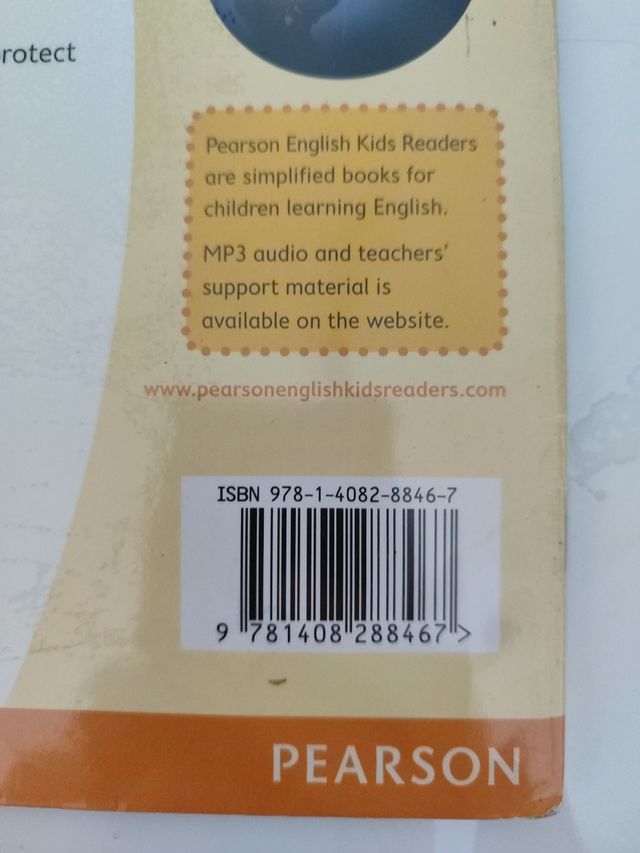 rotect
Pearson English Kids Readers
are simplified books for
children learning English.
MP3 audio and teachers'
support material is
available on the website.
www.pearsonenglishkidsreaders.com
ISBN 978-1-4082-8846-7
9 781408 288467 >
PEARSON